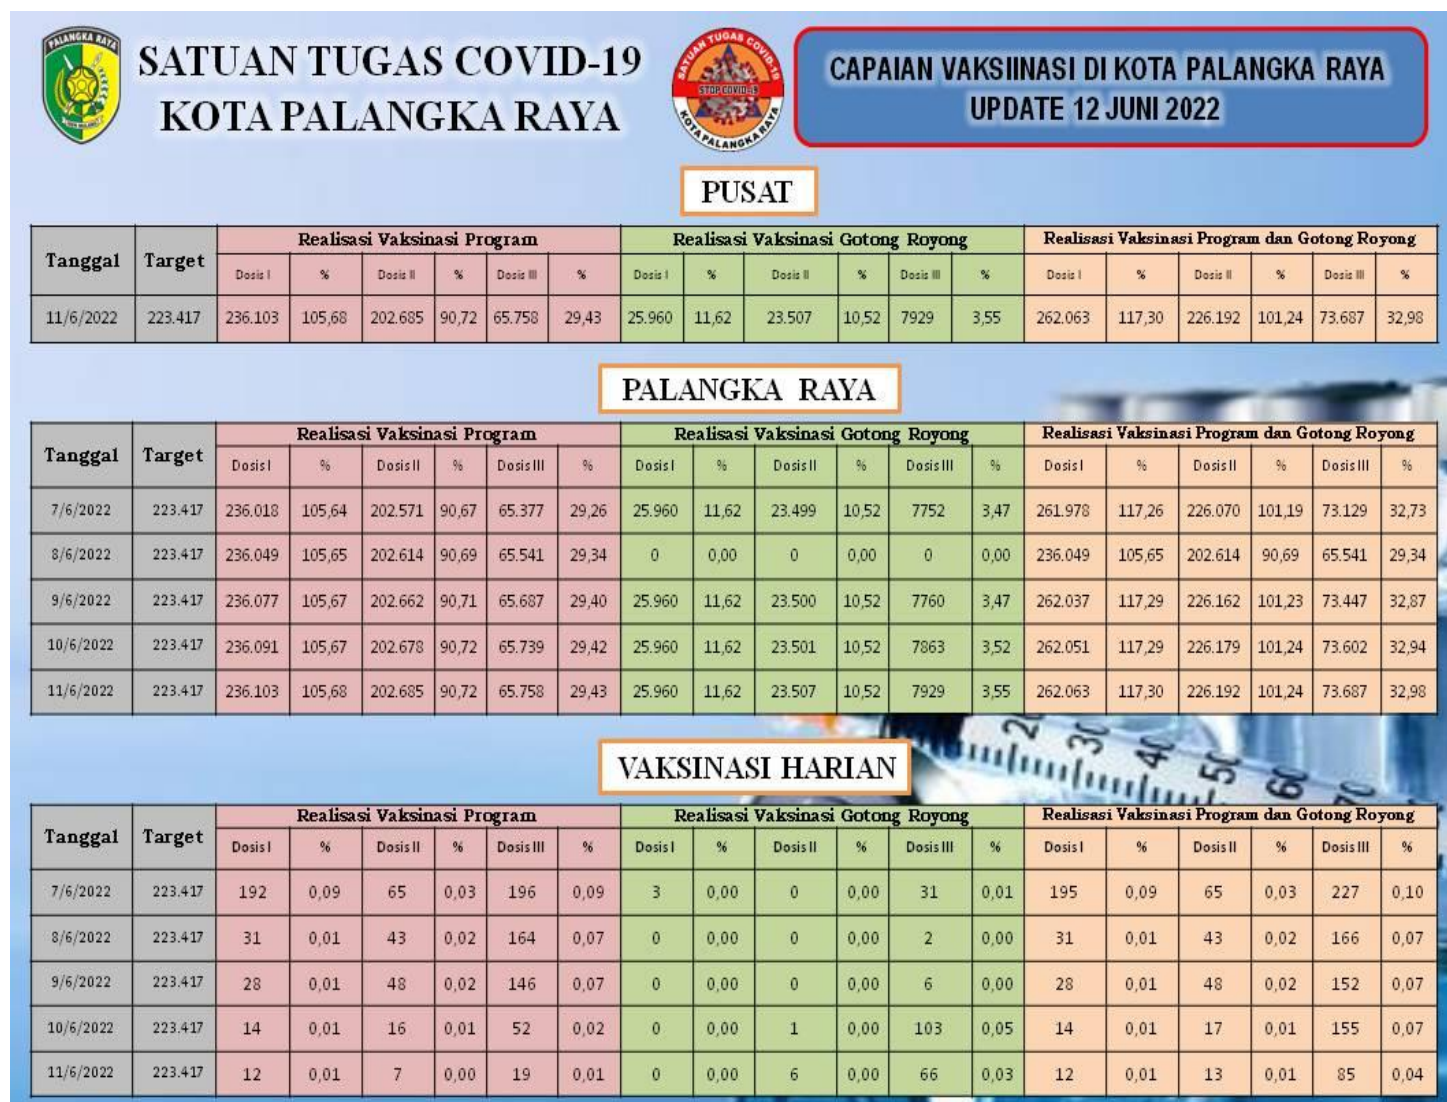 PALANGKA RAYA
SATUAN TUGAS COVID-19
KOTA PALANGKA RAYA
SATUAN TUGAS COVID-19
STOP COVID-19
KOTA PALANGKA RAYA
CAPAIAN VAKSIINASI DI KOTA PALANGKA RAYA
UPDATE 12 JUNI 2022
PUSAT
Tanggal Target Realisasi Vaksinasi Program Realisasi Vaksinasi Gotong Royong Realisasi Vaksinasi Program dan Gotong Royong
Dosis I % Dosis II % Dosis III % Dosis I % Dosis II % Dosis III % Dosis I % Dosis II % Dosis III %
11/6/2022 223.417 236.103 105,68 202.685 90,72 65.758 29,43 25.960 11,62 23.507 10,52 7929 3,55 262.063 117,30 226.192 101,24 73.687 32,98
PALANGKA RAYA
Tanggal Target Realisasi Vaksinasi Program Realisasi Vaksinasi Gotong Royong Realisasi Vaksinasi Program dan Gotong Royong
Dosis I % Dosis II % Dosis III % Dosis I % Dosis II % Dosis III % Dosis I % Dosis II % Dosis III %
7/6/2022 223.417 236.018 105,64 202.571 90,67 65.377 29,26 25.960 11,62 23.499 10,52 7752 3,47 261.978 117,26 226.070 101,19 73.129 32,73
8/6/2022 223.417 236.049 105,65 202.614 90,69 65.541 29,34 0 0,00 0 0,00 0 0,00 236.049 105,65 202.614 90,69 65.541 29,34
9/6/2022 223.417 236.077 105,67 202.662 90,71 65.687 29,40 25.960 11,62 23.500 10,52 7760 3,47 262.037 117,29 226.162 101,23 73.447 32,87
10/6/2022 223.417 236.091 105,67 202.678 90,72 65.739 29,42 25.960 11,62 23.501 10,52 7863 3,52 262.051 117,29 226.179 101,24 73.602 32,94
11/6/2022 223.417 236.103 105,68 202.685 90,72 65.758 29,43 25.960 11,62 23.507 10,52 7929 3,55 262.063 117,30 226.192 101,24 73.687 32,98
20 30 40 50 60 70
VAKSINASI HARIAN
Tanggal Target Realisasi Vaksinasi Program Realisasi Vaksinasi Gotong Royong Realisasi Vaksinasi Program dan Gotong Royong
Dosis I % Dosis II % Dosis III % Dosis I % Dosis II % Dosis III % Dosis I % Dosis II % Dosis III %
7/6/2022 223.417 192 0,09 65 0,03 196 0,09 3 0,00 0 0,00 31 0,01 195 0,09 65 0,03 227 0,10
8/6/2022 223.417 31 0,01 43 0,02 164 0,07 0 0,00 0 0,00 2 0,00 31 0,01 43 0,02 166 0,07
9/6/2022 223.417 28 0,01 48 0,02 146 0,07 0 0,00 0 0,00 6 0,00 28 0,01 48 0,02 152 0,07
10/6/2022 223.417 14 0,01 16 0,01 52 0,02 0 0,00 1 0,00 103 0,05 14 0,01 17 0,01 155 0,07
11/6/2022 223.417 12 0,01 7 0,00 19 0,01 0 0,00 6 0,00 66 0,03 12 0,01 13 0,01 85 0,04